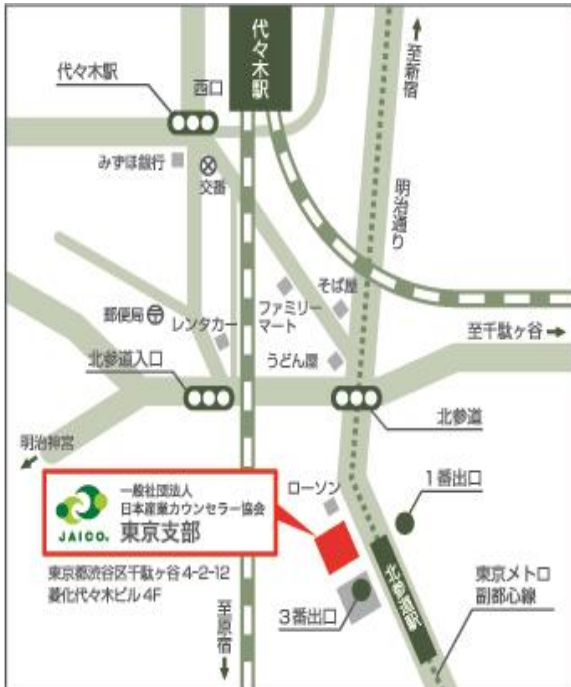 代々木駅
代々木駅
西口
至新宿
みずほ銀行
交番
明治通り
そば屋
ファミリー
マート
郵便局
レンタカー
至千駄ヶ谷
うどん屋
北参道入口
北参道
明治神宮
一般社団法人
日本産業カウンセラー協会
東京支部
JAICO.
ローソン
1番出口
東京都渋谷区千駄ヶ谷4-2-12
菱化代々木ビル4F
北参道駅
東京メトロ
副都心線
3番出口
至原宿